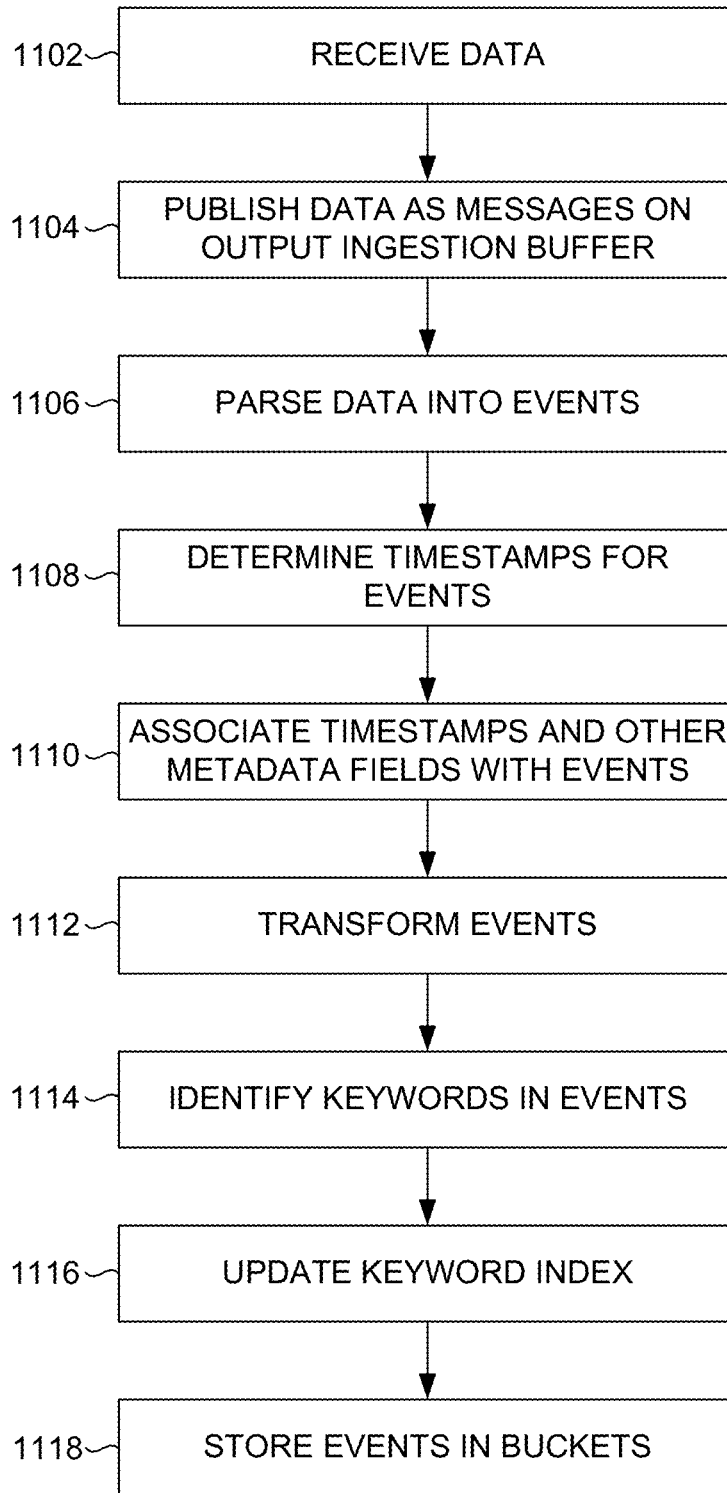 1102
RECEIVE DATA
1104
PUBLISH DATA AS MESSAGES ON
OUTPUT INGESTION BUFFER
1106
PARSE DATA INTO EVENTS
1108
DETERMINE TIMESTAMPS FOR
EVENTS
1110
ASSOCIATE TIMESTAMPS AND OTHER
METADATA FIELDS WITH EVENTS
1112
TRANSFORM EVENTS
1114
IDENTIFY KEYWORDS IN EVENTS
1116
UPDATE KEYWORD INDEX
1118
STORE EVENTS IN BUCKETS